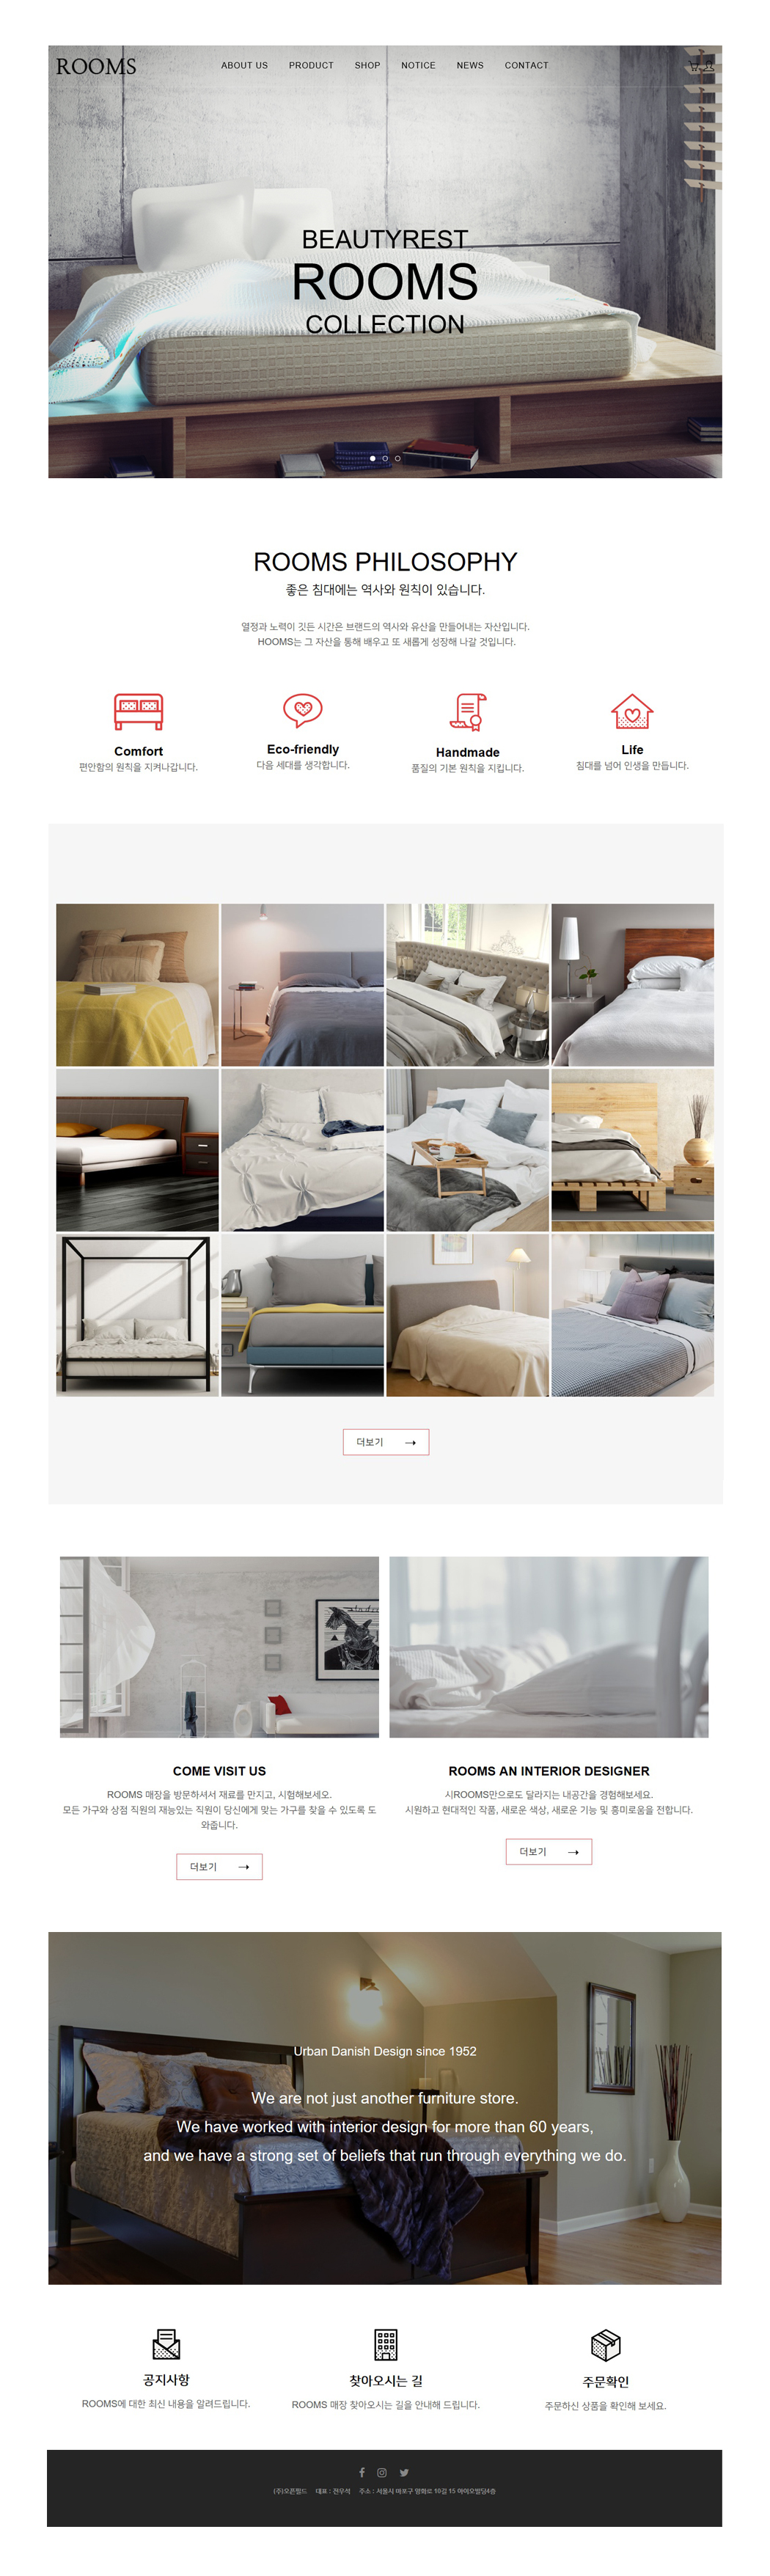 ROOMS
ABOUT US PRODUCT SHOP NOTICE NEWS CONTACT
BEAUTYREST
ROOMS
COLLECTION
ROOMS PHILOSOPHY
좋은 침대에는 역사와 원칙이 있습니다.
열정과 노력이 깃든 시간은 브랜드의 역사와 유산을 만들어내는 자산입니다.
HOOMS는 그 자산을 통해 배우고 또 새롭게 성장해 나갈 것입니다.
Comfort
편안함의 원칙을 지켜나갑니다.
Eco-friendly
다음 세대를 생각합니다.
Handmade
품질의 기본 원칙을 지킵니다.
Life
침대를 넘어 인생을 만듭니다.
더보기
COME VISIT US
ROOMS 매장을 방문하셔서 재료를 만지고, 시험해보세오.
모든 가구와 상점 직원의 재능있는 직원이 당신에게 맞는 가구를 찾을 수 있도록 도
와줍니다.
더보기
ROOMS AN INTERIOR DESIGNER
시ROOMS만으로도 달라지는 내공간을 경험해보세요.
시원하고 현대적인 작품, 새로운 색상, 새로운 기능 및 흥미로움을 전합니다.
더보기
Urban Danish Design since 1952
We are not just another furniture store.
We have worked with interior design for more than 60 years,
and we have a strong set of beliefs that run through everything we do.
공지사항
ROOMS에 대한 최신 내용을 알려드립니다.
찾아오시는 길
ROOMS 매장 찾아오시는 길을 안내해 드립니다.
주문확인
주문하신 상품을 확인해 보세요.
(주)오픈필드 대표 : 전우석 주소 : 서울시 마포구 양화로 10길 15